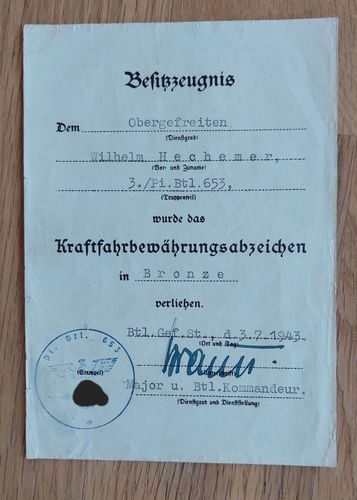 Besitzzeugnis
Dem Obergefreiten
(Dienstgrad)
Wilhelm Hechemer,
(Vor- und Zuname)
3./Pi.Btl.653,
(Truppenteil)
wurde das
Kraftfahrbewährungsabzeichen
in Bronze
verliehen.
Btl.Gef.St., d.3.7.1943.
(Ort und Tag)
Pi. Btl. 653
(Stempel)
(Unterschrift)
Major u. Btl.Kommandeur.
(Dienstgrad und Dienststellung)